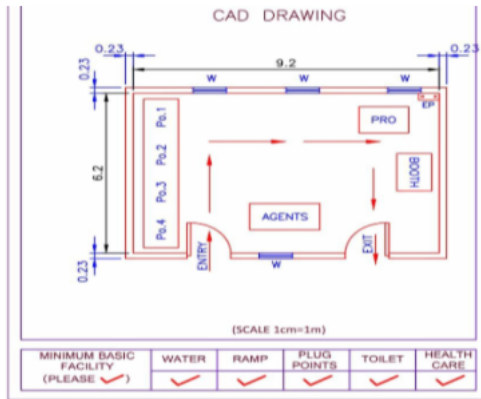 CAD DRAWING
0.23
0.23
9.2
0.23
W
W
W
EP
Po.1
Po.2
Po.3
Po.4
PRO
6.2
BOOTH
AGENTS
ENTRY
EXIT
W
0.23
(SCALE 1cm=1m)
MINIMUM BASIC FACILITY (PLEASE ✓)
WATER
RAMP
PLUG POINTS
TOILET
HEALTH CARE
✓ ✓ ✓ ✓ ✓